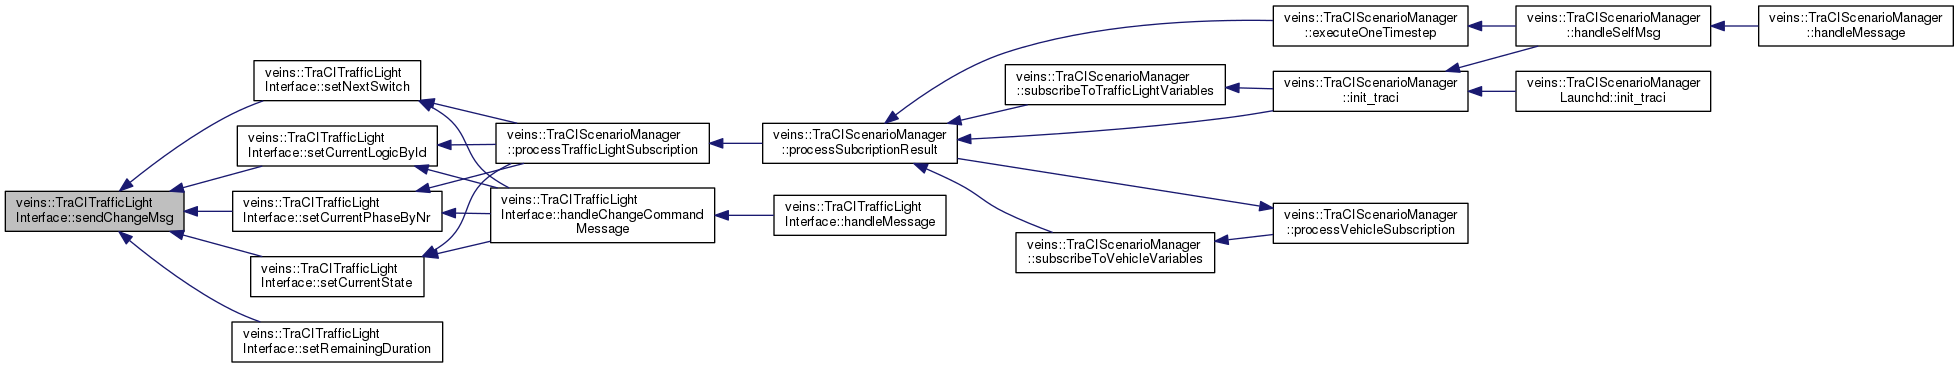 veins::TraCITrafficLight
Interface::sendChangeMsg
veins::TraCITrafficLight
Interface::setNextSwitch
veins::TraCITrafficLight
Interface::setCurrentLogicById
veins::TraCITrafficLight
Interface::setCurrentPhaseByNr
veins::TraCITrafficLight
Interface::setCurrentState
veins::TraCITrafficLight
Interface::setRemainingDuration
veins::TraCIScenarioManager
::processTrafficLightSubscription
veins::TraCITrafficLight
Interface::handleChangeCommand
Message
veins::TraCIScenarioManager
::processSubcriptionResult
veins::TraCITrafficLight
Interface::handleMessage
veins::TraCIScenarioManager
::subscribeToTrafficLightVariables
veins::TraCIScenarioManager
::subscribeToVehicleVariables
veins::TraCIScenarioManager
::executeOneTimestep
veins::TraCIScenarioManager
::init_traci
veins::TraCIScenarioManager
::processVehicleSubscription
veins::TraCIScenarioManager
::handleSelfMsg
veins::TraCIScenarioManager
Launchd::init_traci
veins::TraCIScenarioManager
::handleMessage